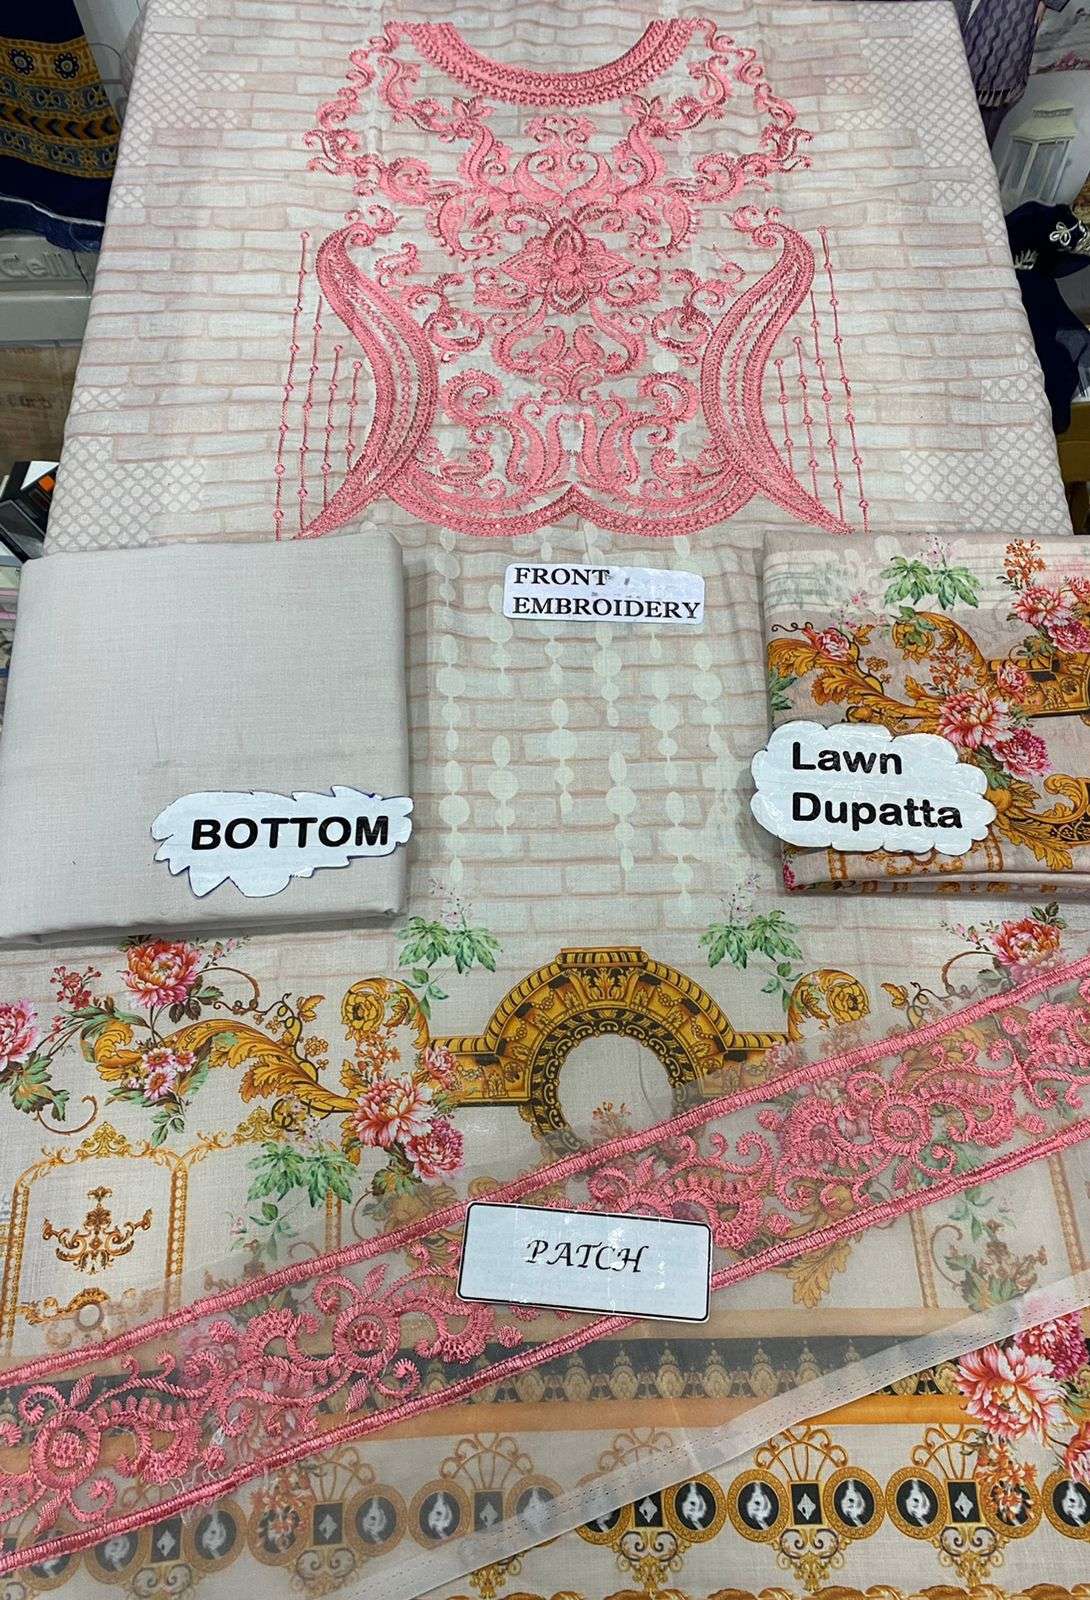 FRONT
EMBROIDERY
Lawn
Dupatta
BOTTOM
PATCH